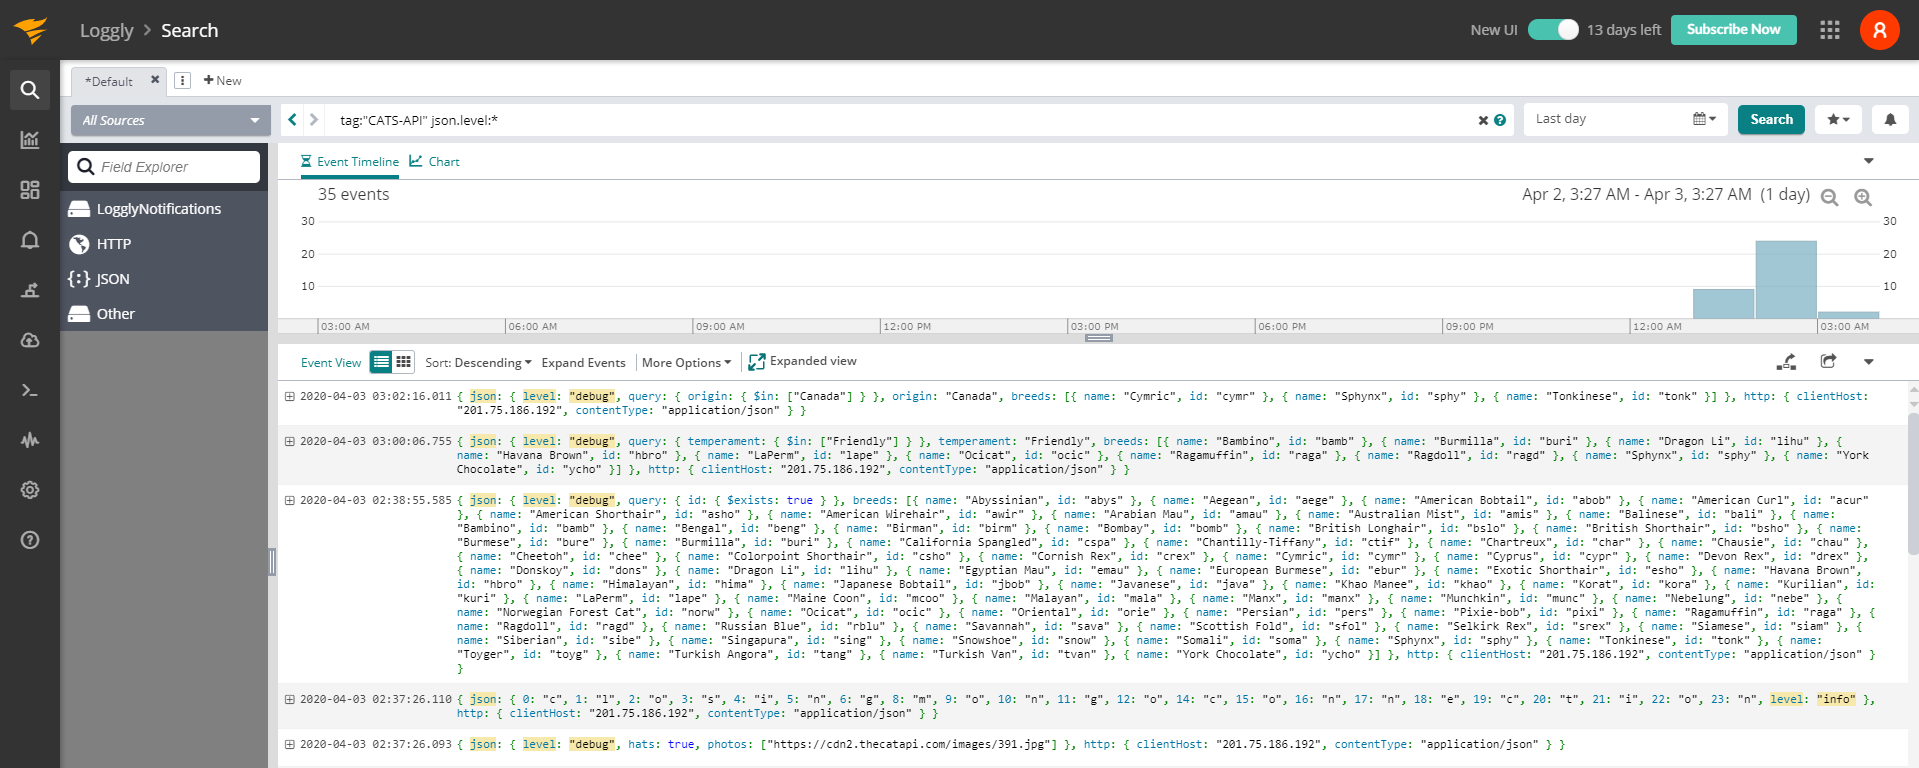 Loggly > Search
New UI 13 days left Subscribe Now
*Default
+ New
All Sources
tag:"CATS-API" json.level:*
Last day
Search
Field Explorer
LogglyNotifications
HTTP
{:} JSON
Other
Event Timeline Chart
35 events
Apr 2, 3:27 AM - Apr 3, 3:27 AM (1 day)
30 30
20 20
10 10
03:00 AM 06:00 AM 09:00 AM 12:00 PM 03:00 PM 06:00 PM 09:00 PM 12:00 AM 03:00 AM
Event View Sort: Descending Expand Events More Options Expanded view
2020-04-03 03:02:16.011 { json: { level: "debug", query: { origin: { $in: ["Canada"] } }, origin: "Canada", breeds: [{ name: "Cymric", id: "cymr" }, { name: "Sphynx", id: "sphy" }, { name: "Tonkinese", id: "tonk" }] }, http: { clientHost:
"201.75.186.192", contentType: "application/json" } }
2020-04-03 03:00:06.755 { json: { level: "debug", query: { temperament: { $in: ["Friendly"] } }, temperament: "Friendly", breeds: [{ name: "Bambino", id: "bamb" }, { name: "Burmilla", id: "buri" }, { name: "Dragon Li", id: "lihu" }, {
name: "Havana Brown", id: "hbro" }, { name: "LaPerm", id: "lape" }, { name: "Ocicat", id: "ocic" }, { name: "Ragamuffin", id: "raga" }, { name: "Ragdoll", id: "ragd" }, { name: "Sphynx", id: "sphy" }, { name: "York
Chocolate", id: "ycho" }] }, http: { clientHost: "201.75.186.192", contentType: "application/json" } }
2020-04-03 02:38:55.585 { json: { level: "debug", query: { id: { $exists: true } }, breeds: [{ name: "Abyssinian", id: "abys" }, { name: "Aegean", id: "aege" }, { name: "American Bobtail", id: "abob" }, { name: "American Curl", id: "acur"
}, { name: "American Shorthair", id: "asho" }, { name: "American Wirehair", id: "awir" }, { name: "Arabian Mau", id: "amau" }, { name: "Australian Mist", id: "amis" }, { name: "Balinese", id: "bali" }, { name:
"Bambino", id: "bamb" }, { name: "Bengal", id: "beng" }, { name: "Birman", id: "birm" }, { name: "Bombay", id: "bomb" }, { name: "British Longhair", id: "bslo" }, { name: "British Shorthair", id: "bsho" }, { name:
"Burmese", id: "bure" }, { name: "Burmilla", id: "buri" }, { name: "California Spangled", id: "cspa" }, { name: "Chantilly-Tiffany", id: "ctif" }, { name: "Chartreux", id: "char" }, { name: "Chausie", id: "chau" },
{ name: "Cheetoh", id: "chee" }, { name: "Colorpoint Shorthair", id: "csho" }, { name: "Cornish Rex", id: "crex" }, { name: "Cymric", id: "cymr" }, { name: "Cyprus", id: "cypr" }, { name: "Devon Rex", id: "drex" },
{ name: "Donskoy", id: "dons" }, { name: "Dragon Li", id: "lihu" }, { name: "Egyptian Mau", id: "emau" }, { name: "European Burmese", id: "ebur" }, { name: "Exotic Shorthair", id: "esho" }, { name: "Havana Brown",
id: "hbro" }, { name: "Himalayan", id: "hima" }, { name: "Japanese Bobtail", id: "jbob" }, { name: "Javanese", id: "java" }, { name: "Khao Manee", id: "khao" }, { name: "Korat", id: "kora" }, { name: "Kurilian", id:
"kuri" }, { name: "LaPerm", id: "lape" }, { name: "Maine Coon", id: "mcoo" }, { name: "Malayan", id: "mala" }, { name: "Manx", id: "manx" }, { name: "Munchkin", id: "munc" }, { name: "Nebelung", id: "nebe" }, {
name: "Norwegian Forest Cat", id: "norw" }, { name: "Ocicat", id: "ocic" }, { name: "Oriental", id: "orie" }, { name: "Persian", id: "pers" }, { name: "Pixie-bob", id: "pixi" }, { name: "Ragamuffin", id: "raga" }, {
name: "Ragdoll", id: "ragd" }, { name: "Russian Blue", id: "rblu" }, { name: "Savannah", id: "sava" }, { name: "Scottish Fold", id: "sfol" }, { name: "Selkirk Rex", id: "srex" }, { name: "Siamese", id: "siam" }, {
name: "Siberian", id: "sibe" }, { name: "Singapura", id: "sing" }, { name: "Snowshoe", id: "snow" }, { name: "Somali", id: "soma" }, { name: "Sphynx", id: "sphy" }, { name: "Tonkinese", id: "tonk" }, { name:
"Toyger", id: "toyg" }, { name: "Turkish Angora", id: "tang" }, { name: "Turkish Van", id: "tvan" }, { name: "York Chocolate", id: "ycho" }] }, http: { clientHost: "201.75.186.192", contentType: "application/json" }
}
2020-04-03 02:37:26.110 { json: { 0: "c", 1: "l", 2: "o", 3: "s", 4: "i", 5: "n", 6: "g", 8: "m", 9: "o", 10: "n", 11: "g", 12: "o", 14: "c", 15: "o", 16: "n", 17: "n", 18: "e", 19: "c", 20: "t", 21: "i", 22: "o", 23: "n", level: "info" },
http: { clientHost: "201.75.186.192", contentType: "application/json" } }
2020-04-03 02:37:26.093 { json: { level: "debug", hats: true, photos: ["https://cdn2.thecatapi.com/images/391.jpg"] }, http: { clientHost: "201.75.186.192", contentType: "application/json" } }